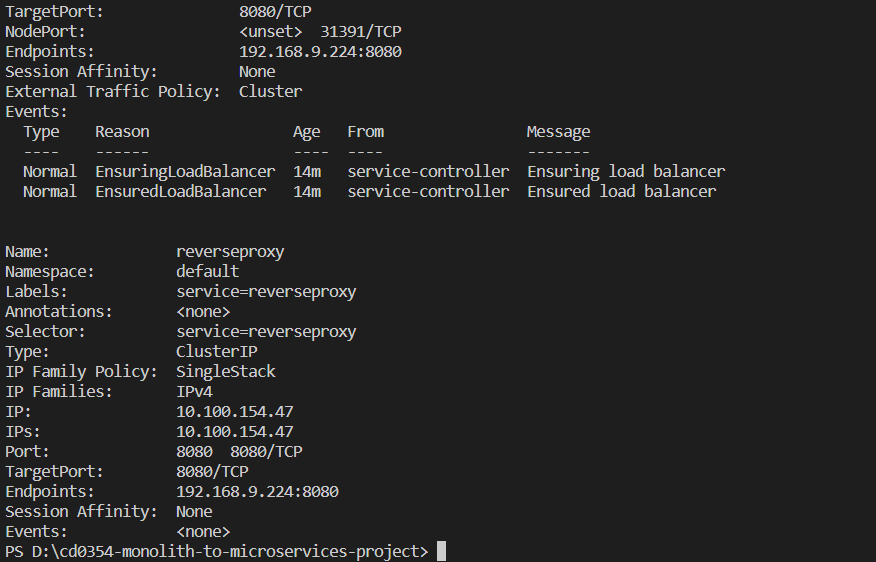 TargetPort:               8080/TCP
NodePort:                 <unset>  31391/TCP
Endpoints:                192.168.9.224:8080
Session Affinity:         None
External Traffic Policy:  Cluster
Events:
  Type    Reason                Age   From                Message
  ----    ------                ----  ----                -------
  Normal  EnsuringLoadBalancer  14m   service-controller  Ensuring load balancer
  Normal  EnsuredLoadBalancer   14m   service-controller  Ensured load balancer
Name:              reverseproxy
Namespace:         default
Labels:            service=reverseproxy
Annotations:       <none>
Selector:          service=reverseproxy
Type:              ClusterIP
IP Family Policy:  SingleStack
IP Families:       IPv4
IP:                10.100.154.47
IPs:               10.100.154.47
Port:              8080  8080/TCP
TargetPort:        8080/TCP
Endpoints:         192.168.9.224:8080
Session Affinity:  None
Events:            <none>
PS D:\cd0354-monolith-to-microservices-project>